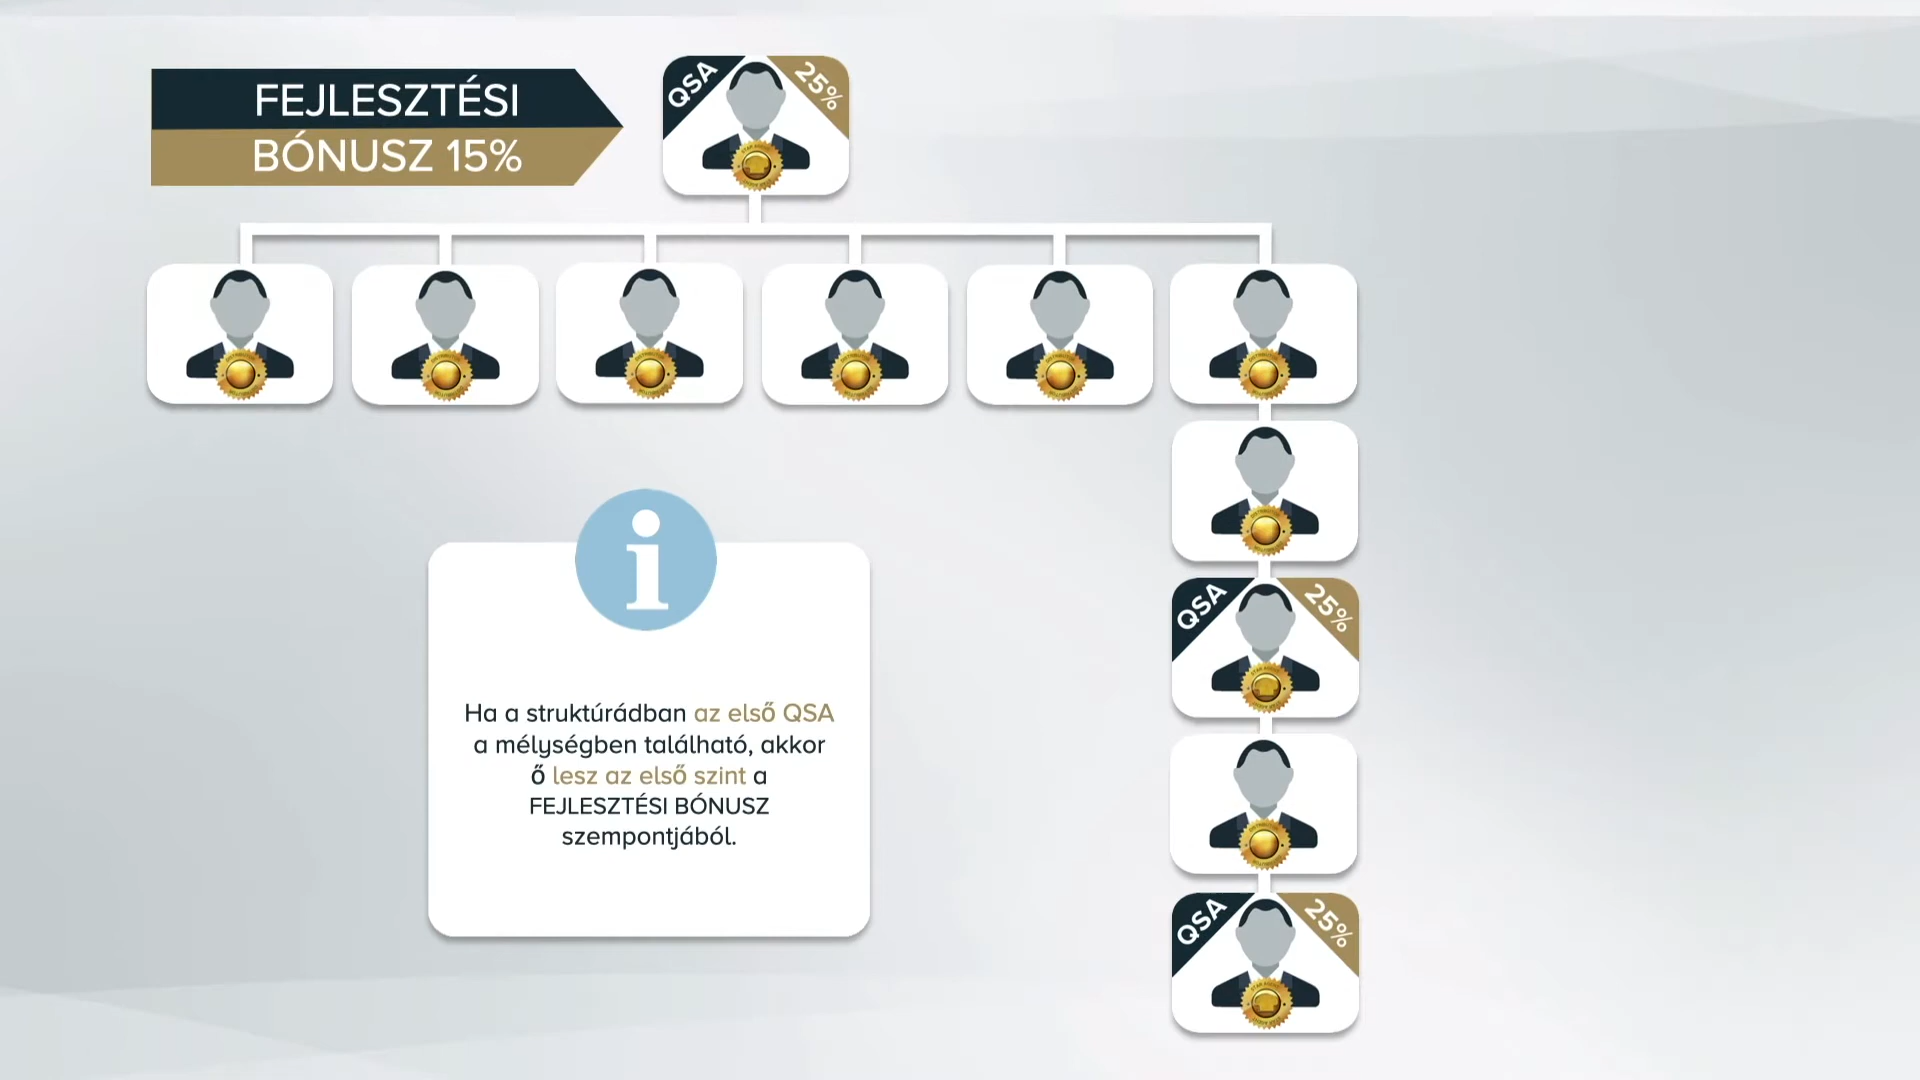 FEJLESZTÉSI
BÓNUSZ 15%
QSA
25%
Ha a struktúrádban az első QSA
a mélységben található, akkor
ő lesz az első szint a
FEJLESZTÉSI BÓNUSZ
szempontjából.
QSA
25%
QSA
25%